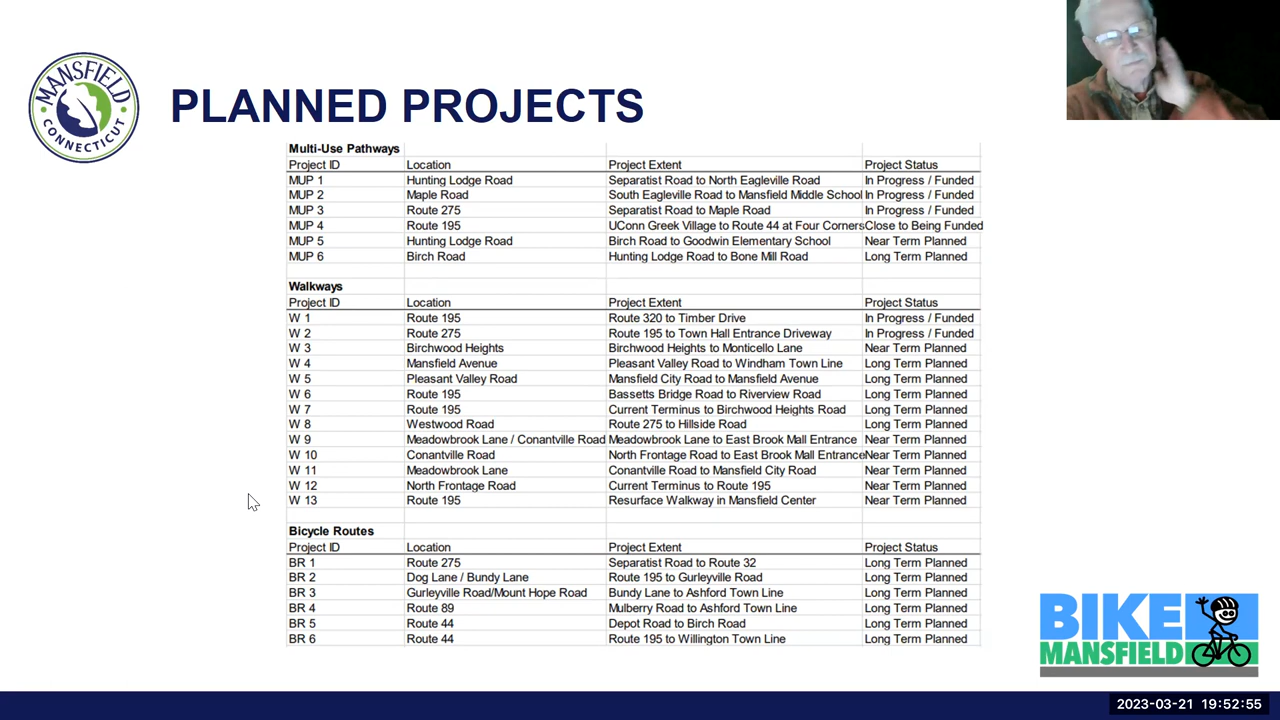 MANSFIELD
CONNECTICUT
PLANNED PROJECTS
Multi-Use Pathways
Project ID Location Project Extent Project Status
MUP 1 Hunting Lodge Road Separatist Road to North Eagleville Road In Progress / Funded
MUP 2 Maple Road South Eagleville Road to Mansfield Middle School In Progress / Funded
MUP 3 Route 275 Separatist Road to Maple Road In Progress / Funded
MUP 4 Route 195 UConn Greek Village to Route 44 at Four Corners Close to Being Funded
MUP 5 Hunting Lodge Road Birch Road to Goodwin Elementary School Near Term Planned
MUP 6 Birch Road Hunting Lodge Road to Bone Mill Road Long Term Planned
Walkways
Project ID Location Project Extent Project Status
W 1 Route 195 Route 320 to Timber Drive In Progress / Funded
W 2 Route 275 Route 195 to Town Hall Entrance Driveway In Progress / Funded
W 3 Birchwood Heights Birchwood Heights to Monticello Lane Near Term Planned
W 4 Mansfield Avenue Pleasant Valley Road to Windham Town Line Long Term Planned
W 5 Pleasant Valley Road Mansfield City Road to Mansfield Avenue Long Term Planned
W 6 Route 195 Bassetts Bridge Road to Riverview Road Long Term Planned
W 7 Route 195 Current Terminus to Birchwood Heights Road Long Term Planned
W 8 Westwood Road Route 275 to Hillside Road Long Term Planned
W 9 Meadowbrook Lane / Conantville Road Meadowbrook Lane to East Brook Mall Entrance Near Term Planned
W 10 Conantville Road North Frontage Road to East Brook Mall Entrance Near Term Planned
W 11 Meadowbrook Lane Conantville Road to Mansfield City Road Near Term Planned
W 12 North Frontage Road Current Terminus to Route 195 Near Term Planned
W 13 Route 195 Resurface Walkway in Mansfield Center Near Term Planned
Bicycle Routes
Project ID Location Project Extent Project Status
BR 1 Route 275 Separatist Road to Route 32 Long Term Planned
BR 2 Dog Lane / Bundy Lane Route 195 to Gurleyville Road Long Term Planned
BR 3 Gurleyville Road/Mount Hope Road Bundy Lane to Ashford Town Line Long Term Planned
BR 4 Route 89 Mulberry Road to Ashford Town Line Long Term Planned
BR 5 Route 44 Depot Road to Birch Road Long Term Planned
BR 6 Route 44 Route 195 to Willington Town Line Long Term Planned
BIKE
MANSFIELD
2023-03-21 19:52:55